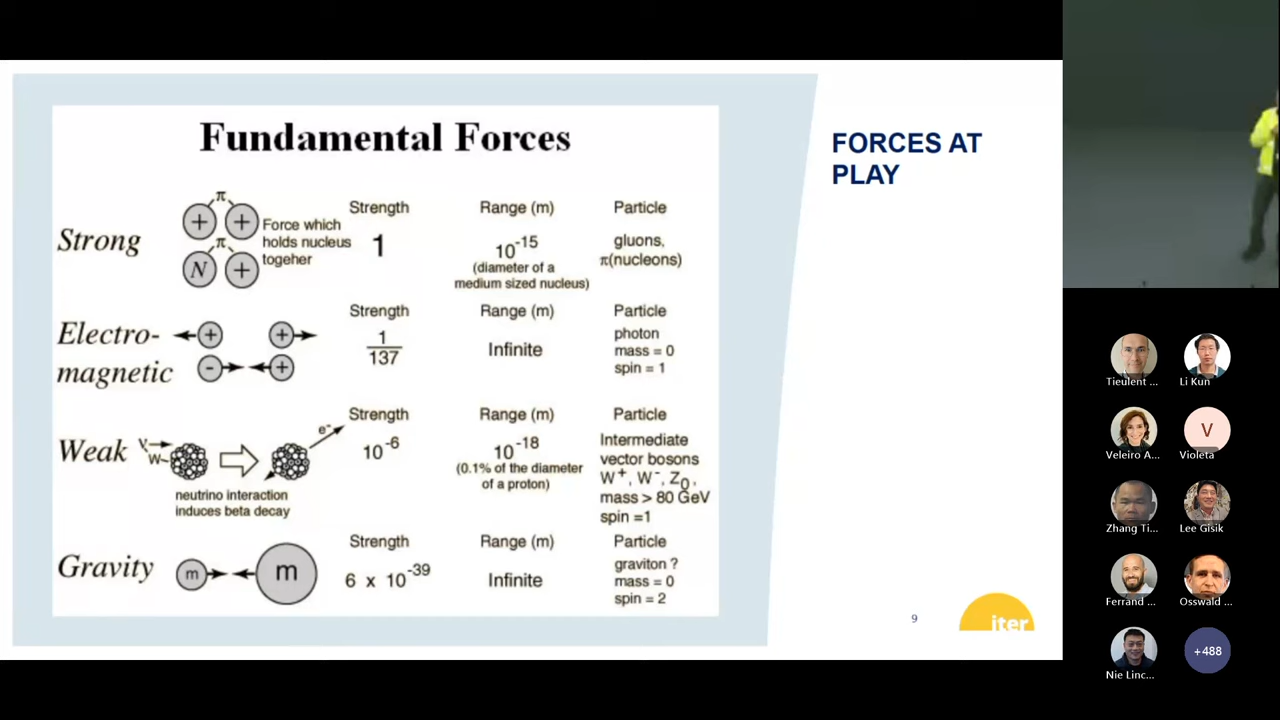 Fundamental Forces
FORCES AT
PLAY
Strong
π
+ +
π
N +
Force which
holds nucleus
togeher
Strength
1
Range (m)
10^-15
(diameter of a
medium sized nucleus)
Particle
gluons,
π(nucleons)
Electro-
magnetic
+ +
- +
Strength
1
137
Range (m)
Infinite
Particle
photon
mass = 0
spin = 1
Weak
ν
W
e-
neutrino interaction
induces beta decay
Strength
10^-6
Range (m)
10^-18
(0.1% of the diameter
of a proton)
Particle
Intermediate
vector bosons
W+, W-, Z0,
mass > 80 GeV
spin =1
Gravity
m m
Strength
6 x 10^-39
Range (m)
Infinite
Particle
graviton ?
mass = 0
spin = 2
9
iter
Tieulent ...
Li Kun
Veleiro A...
V
Violeta
Zhang Ti...
Lee Gisik
Ferrand ...
Osswald ...
Nie Linc...
+488